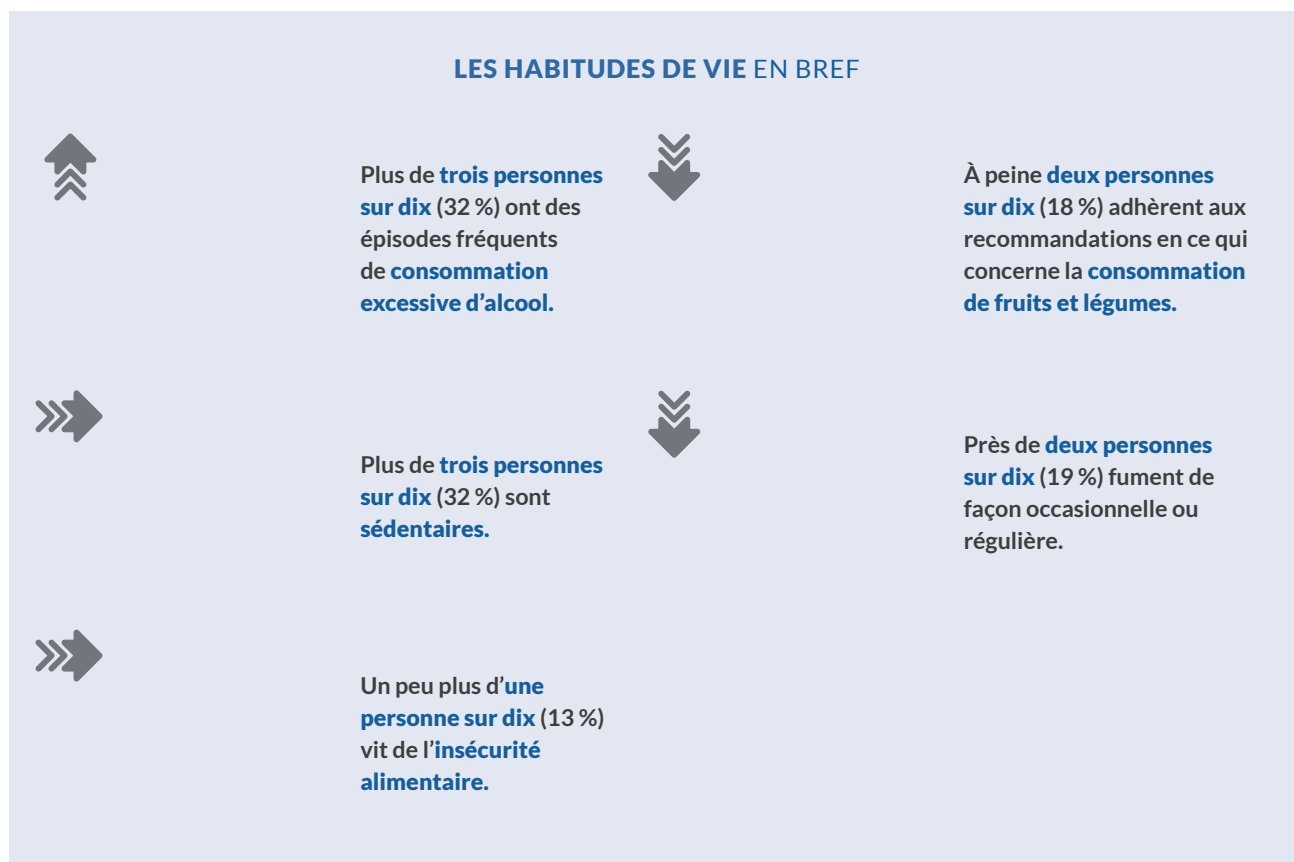 LES HABITUDES DE VIE EN BREF
Plus de trois personnes
sur dix (32 %) ont des
épisodes fréquents
de consommation
excessive d’alcool.
À peine deux personnes
sur dix (18 %) adhèrent aux
recommandations en ce qui
concerne la consommation
de fruits et légumes.
Plus de trois personnes
sur dix (32 %) sont
sédentaires.
Près de deux personnes
sur dix (19 %) fument de
façon occasionnelle ou
régulière.
Un peu plus d’une
personne sur dix (13 %)
vit de l’insécurité
alimentaire.